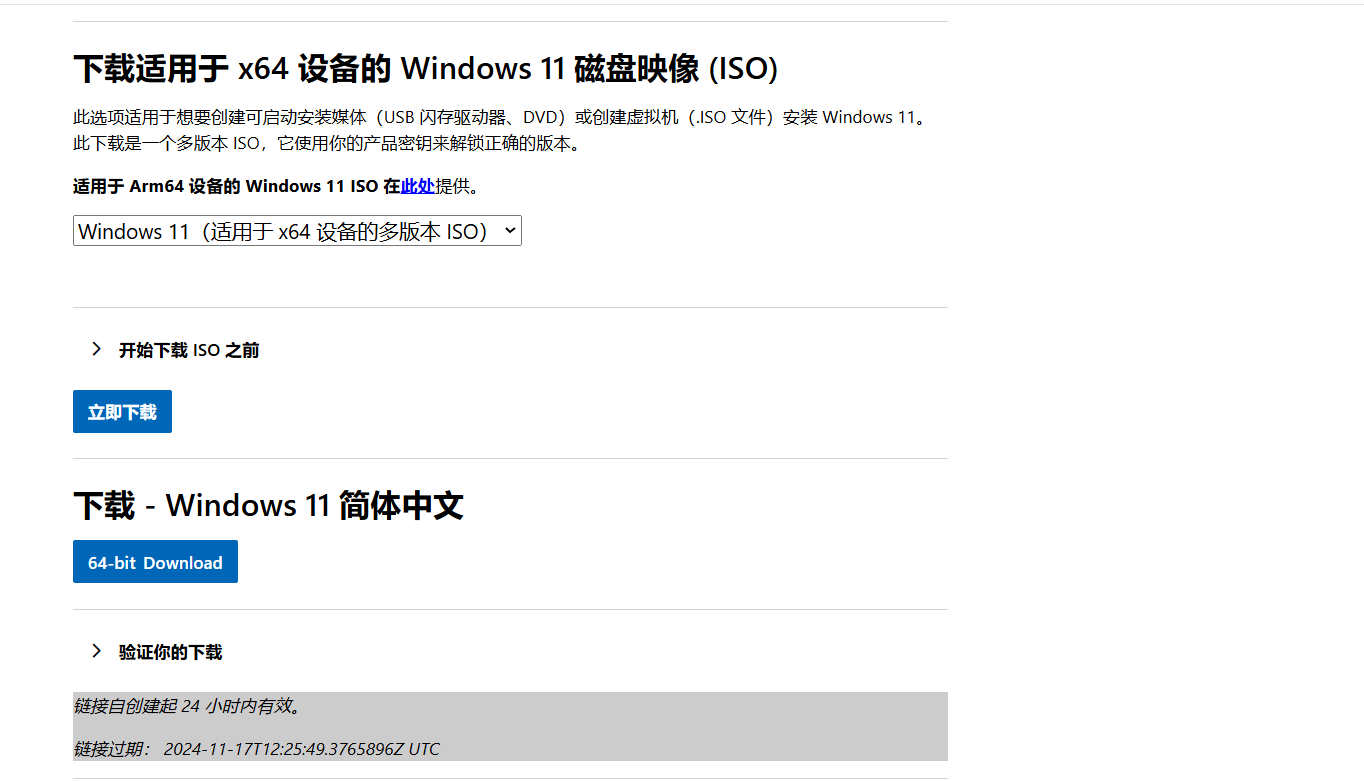 下载适用于 x64 设备的 Windows 11 磁盘映像 (ISO)
此选项适用于想要创建可启动安装媒体（USB 闪存驱动器、DVD）或创建虚拟机（.ISO 文件）安装 Windows 11。
此下载是一个多版本 ISO，它使用你的产品密钥来解锁正确的版本。
适用于 Arm64 设备的 Windows 11 ISO 在此处提供。
Windows 11（适用于 x64 设备的多版本 ISO）
开始下载 ISO 之前
立即下载
下载 - Windows 11 简体中文
64-bit Download
验证你的下载
链接自创建起 24 小时内有效。
链接过期： 2024-11-17T12:25:49.3765896Z UTC